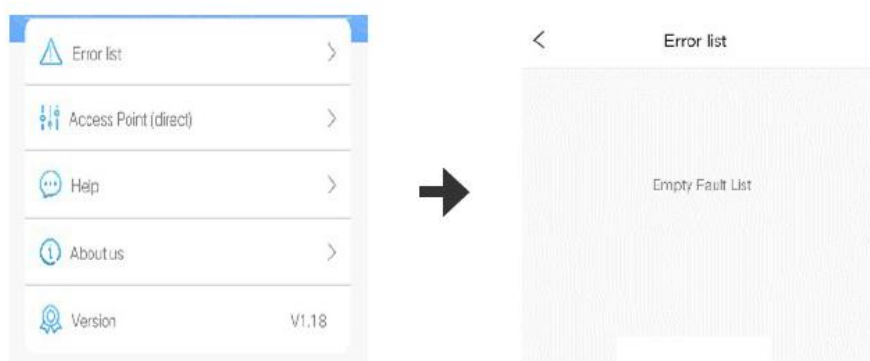 Error list
Access Point (direct)
Help
About us
Version V1.18
Error list
Empty Fault List